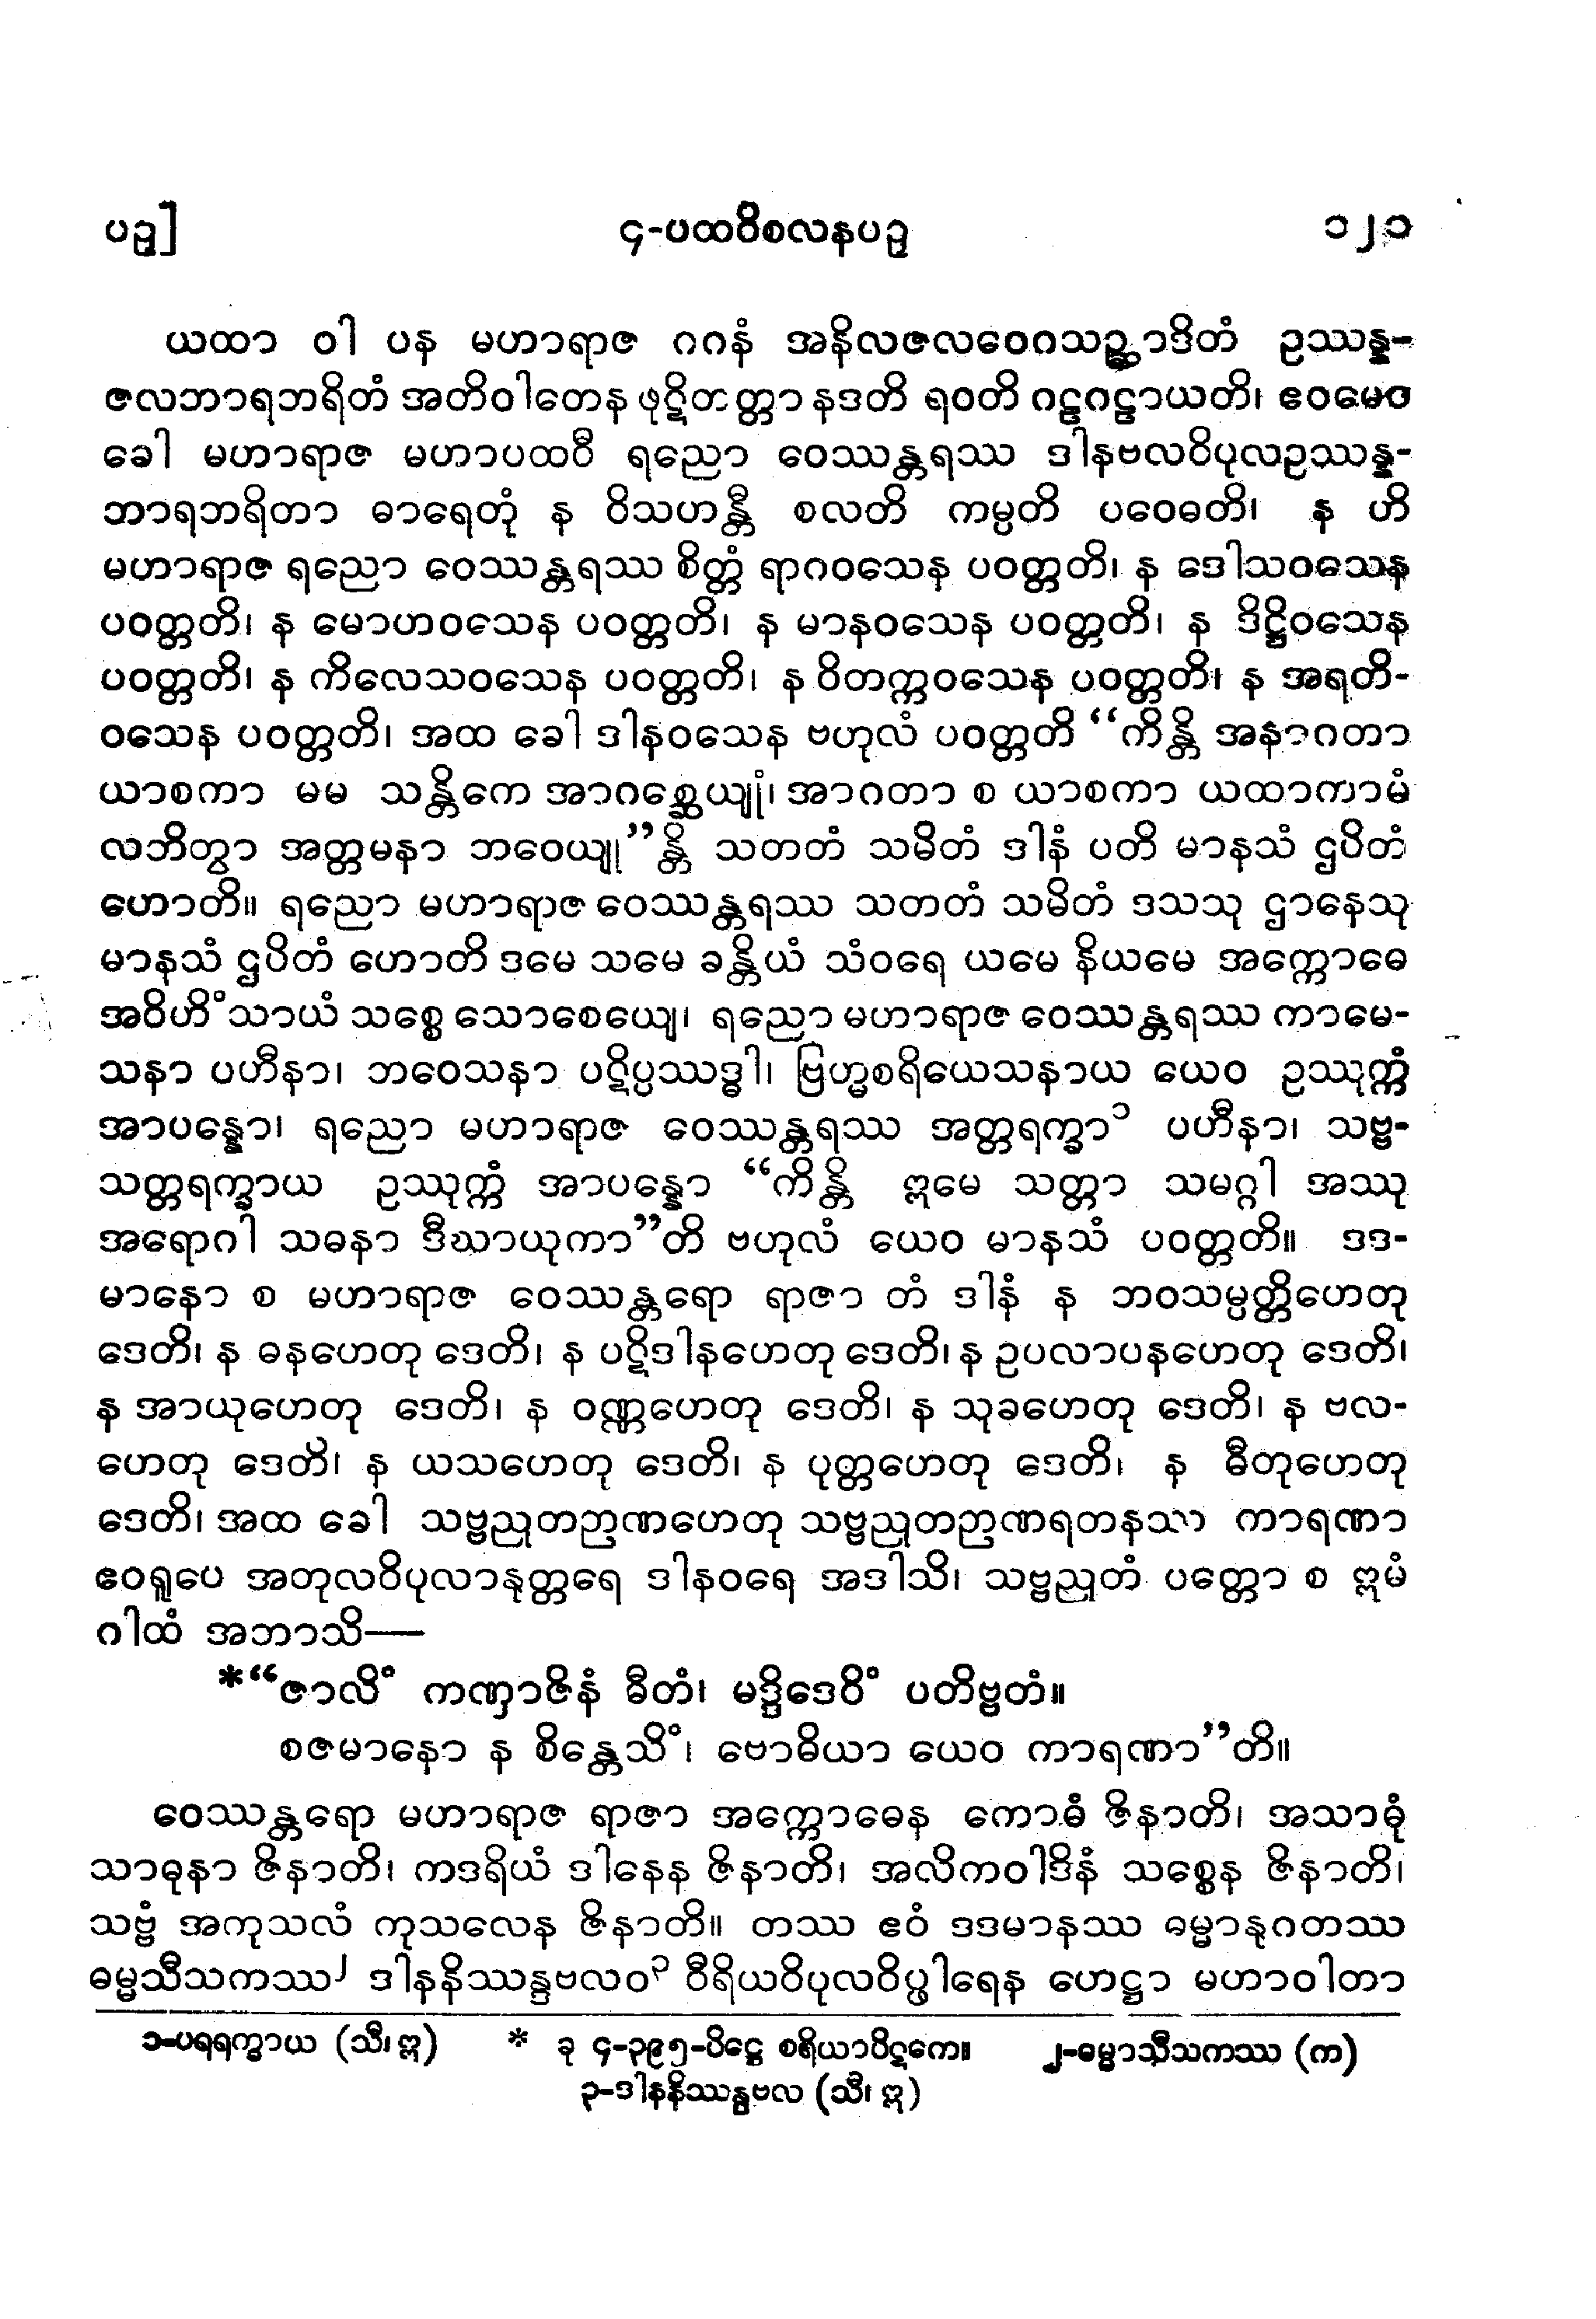 ပဉှ]
၄-ပထဝိစလနပဉှ
၁၂၁
ယထာ ဝါ ပန မဟာရာဇ ဂဂနံ အနိလဇလဝေဂသဉ္ဆာဒိတံ ဥဿန္န-
ဇလဘာရဘရိတံ အတိဝါတေန ဖုဋိတတ္တာ နဒတိ ရဝတိ ဂဠဂဠာယတိ၊ ဧဝမေဝ
ခေါ မဟာရာဇ မဟာပထဝီ ရညော ဝေဿန္တရဿ ဒါနဗလဝိပုလဥဿန္န-
ဘာရဘရိတာ ဓာရေတုံ န ဝိသဟန္တီ စလတိ ကမ္ပတိ ပဝေဓတိ၊ န ဟိ
မဟာရာဇ ရညော ဝေဿန္တရဿ စိတ္တံ ရာဂဝသေန ပဝတ္တတိ၊ န ဒေါသဝသေန
ပဝတ္တတိ၊ န မောဟဝသေန ပဝတ္တတိ၊ န မာနဝသေန ပဝတ္တတိ၊ န ဒိဋ္ဌိဝသေန
ပဝတ္တတိ၊ န ကိလေသဝသေန ပဝတ္တတိ၊ န ဝိတက္ကဝသေန ပဝတ္တတိ၊ န အရတိ-
ဝသေန ပဝတ္တတိ၊ အထ ခေါ ဒါနဝသေန ဗဟုလံ ပဝတ္တတိ “ကိန္တိ အနာဂတာ
ယာစကာ မမ သန္တိကေ အာဂစ္ဆေယျုံ၊ အာဂတာ စ ယာစကာ ယထာကာမံ
လဘိတွာ အတ္တမနာ ဘဝေယျု”န္တိ သတတံ သမိတံ ဒါနံ ပတိ မာနသံ ဌပိတံ
ဟောတိ။ ရညော မဟာရာဇ ဝေဿန္တရဿ သတတံ သမိတံ ဒသသု ဌာနေသု
မာနသံ ဌပိတံ ဟောတိ ဒမေ သမေ ခန္တိယံ သံဝရေ ယမေ နိယမေ အက္ကောဓေ
အဝိဟိံသာယံ သစ္စေ သောစေယျေ၊ ရညော မဟာရာဇ ဝေဿန္တရဿ ကာမေ-
သနာ ပဟီနာ၊ ဘဝေသနာ ပဋိပ္ပဿဒ္ဓါ၊ ဗြဟ္မစရိယေသနာယ ယေဝ ဥဿုက္ကံ
အာပန္နော၊ ရညော မဟာရာဇ ဝေဿန္တရဿ အတ္တရက္ခာ၁ ပဟီနာ၊ သဗ္ဗ-
သတ္တရက္ခာယ ဥဿုက္ကံ အာပန္နော “ကိန္တိ ဣမေ သတ္တာ သမဂ္ဂါ အဿု
အရောဂါ သဓနာ ဒီဃာယုကာ”တိ ဗဟုလံ ယေဝ မာနသံ ပဝတ္တတိ။ ဒဒ-
မာနော စ မဟာရာဇ ဝေဿန္တရော ရာဇာ တံ ဒါနံ န ဘဝသမ္ပတ္တိဟေတု
ဒေတိ၊ န ဓနဟေတု ဒေတိ၊ န ပဋိဒါနဟေတု ဒေတိ၊ န ဥပလာပနဟေတု ဒေတိ၊
န အာယုဟေတု ဒေတိ၊ န ဝဏ္ဏဟေတု ဒေတိ၊ န သုခဟေတု ဒေတိ၊ န ဗလ-
ဟေတု ဒေတိ၊ န ယသဟေတု ဒေတိ၊ န ပုတ္တဟေတု ဒေတိ၊ န ဓီတုဟေတု
ဒေတိ၊ အထ ခေါ သဗ္ဗညုတဉာဏဟေတု သဗ္ဗညုတဉာဏရတနဿ ကာရဏာ
ဧဝရူပေ အတုလဝိပုလာနုတ္တရေ ဒါနဝရေ အဒါသိ၊ သဗ္ဗညုတံ ပတ္တော စ ဣမံ
ဂါထံ အဘာသိ—
*“ဇာလိံ ကဏှာဇိနံ ဓီတံ၊ မဒ္ဒိဒေဝိံ ပတိဗ္ဗတံ။
စဇမာနော န စိန္တေသိံ၊ ဗောဓိယာ ယေဝ ကာရဏာ”တိ။
ဝေဿန္တရော မဟာရာဇ ရာဇာ အက္ကောဓေန ကောဓံ ဇိနာတိ၊ အသာဓုံ
သာဓုနာ ဇိနာတိ၊ ကဒရိယံ ဒါနေန ဇိနာတိ၊ အလိကဝါဒိနံ သစ္စေန ဇိနာတိ၊
သဗ္ဗံ အကုသလံ ကုသလေန ဇိနာတိ။ တဿ ဧဝံ ဒဒမာနဿ ဓမ္မာနုဂတဿ
ဓမ္မသီသကဿ၂ ဒါနနိဿန္ဒဗလဝ၃ ဝီရိယဝိပုလဝိပ္ဖါရေန ဟေဋ္ဌာ မဟာဝါတာ
၁-ပရရက္ခာယ (သီ၊ ဣ) * ခု ၄-၃၉၅-ပိဋ္ဌေ စရိယာပိဋကေ။ ၂-ဓမ္မာသီသကဿ (က)
၃-ဒါနနိဿန္ဒဗလ (သီ၊ ဣ)